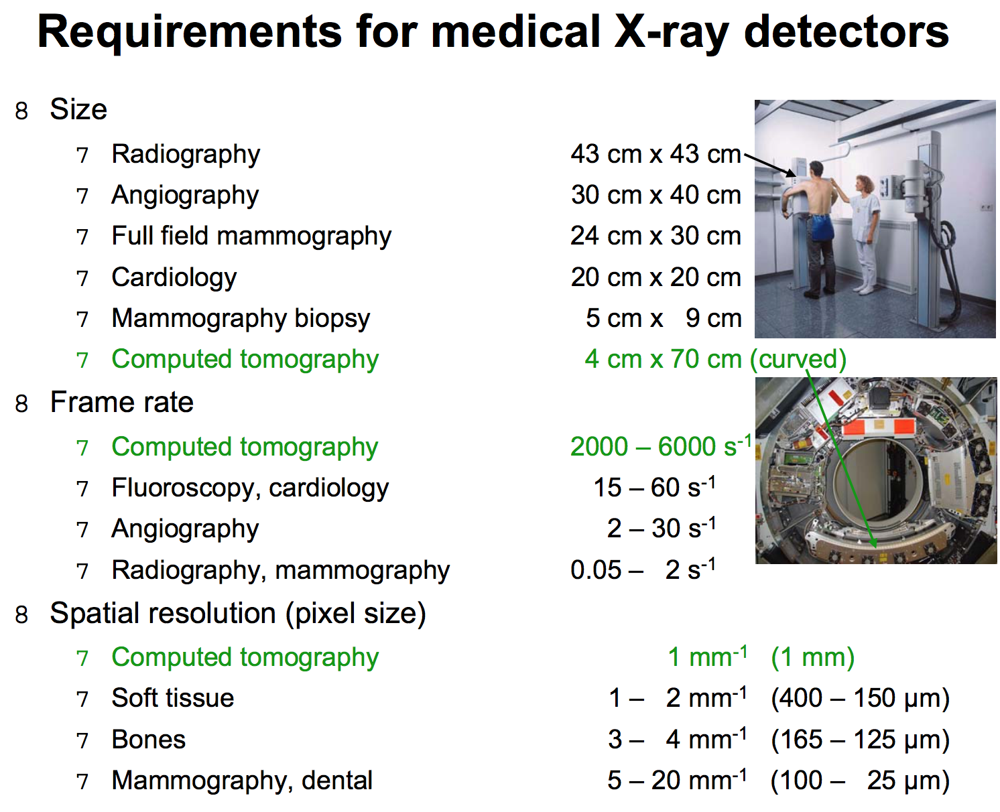 Requirements for medical X-ray detectors
8 Size
7 Radiography 43 cm x 43 cm
7 Angiography 30 cm x 40 cm
7 Full field mammography 24 cm x 30 cm
7 Cardiology 20 cm x 20 cm
7 Mammography biopsy 5 cm x 9 cm
7 Computed tomography 4 cm x 70 cm (curved)
8 Frame rate
7 Computed tomography 2000 – 6000 s⁻¹
7 Fluoroscopy, cardiology 15 – 60 s⁻¹
7 Angiography 2 – 30 s⁻¹
7 Radiography, mammography 0.05 – 2 s⁻¹
8 Spatial resolution (pixel size)
7 Computed tomography 1 mm⁻¹ (1 mm)
7 Soft tissue 1 – 2 mm⁻¹ (400 – 150 µm)
7 Bones 3 – 4 mm⁻¹ (165 – 125 µm)
7 Mammography, dental 5 – 20 mm⁻¹ (100 – 25 µm)